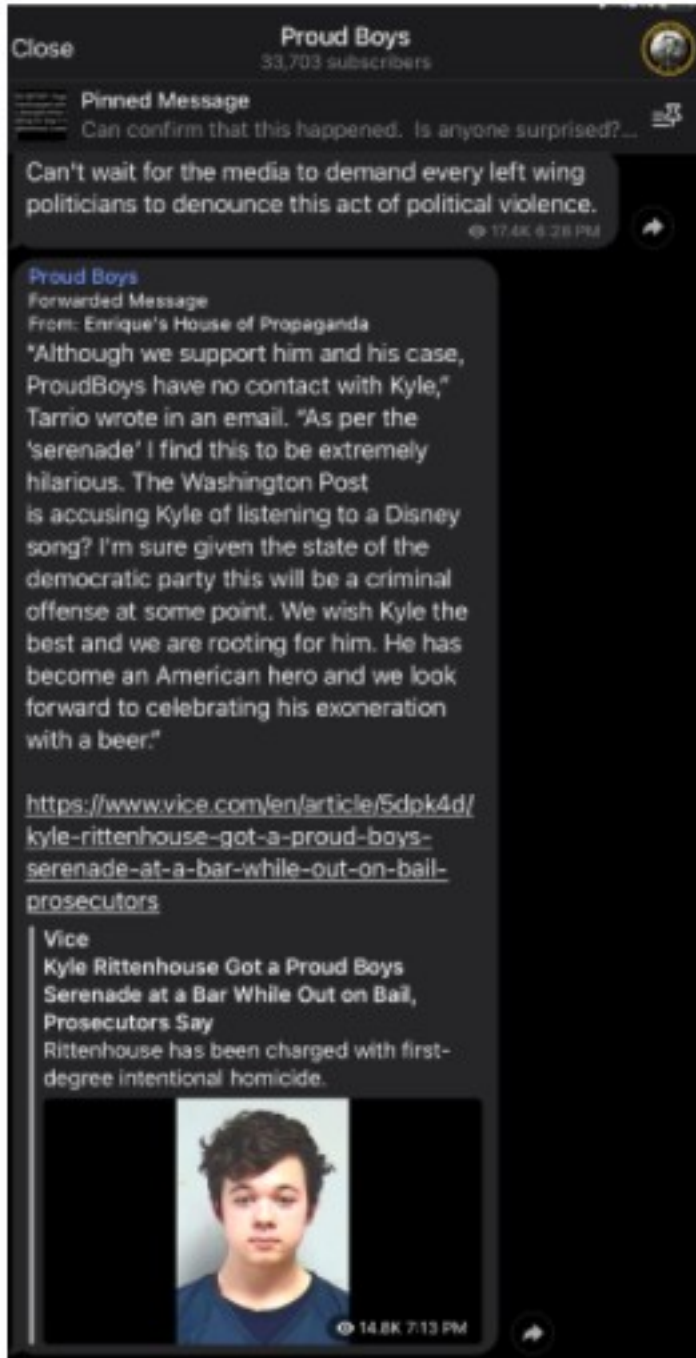 Close
Proud Boys
33,703 subscribers
Pinned Message
Can confirm that this happened. Is anyone surprised?...
Can't wait for the media to demand every left wing
politicians to denounce this act of political violence.
17.4K 6:28 PM
Proud Boys
Forwarded Message
From: Enrique's House of Propaganda
"Although we support him and his case,
ProudBoys have no contact with Kyle,"
Tarrio wrote in an email. "As per the
'serenade' I find this to be extremely
hilarious. The Washington Post
is accusing Kyle of listening to a Disney
song? I'm sure given the state of the
democratic party this will be a criminal
offense at some point. We wish Kyle the
best and we are rooting for him. He has
become an American hero and we look
forward to celebrating his exoneration
with a beer."
https://www.vice.com/en/article/5dpk4d/
kyle-rittenhouse-got-a-proud-boys-
serenade-at-a-bar-while-out-on-bail-
prosecutors
Vice
Kyle Rittenhouse Got a Proud Boys
Serenade at a Bar While Out on Bail,
Prosecutors Say
Rittenhouse has been charged with first-
degree intentional homicide.
14.8K 7:13 PM